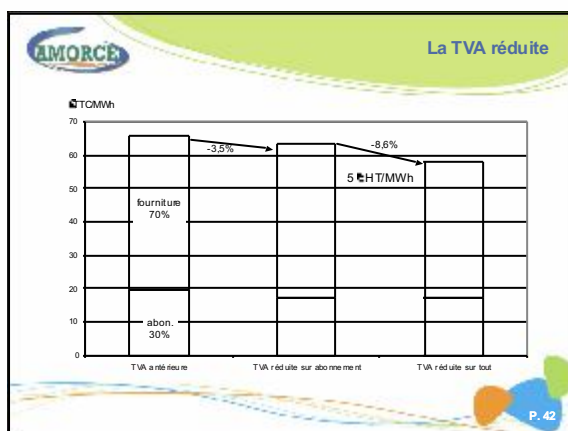 AMORCE
La TVA réduite
TTC/MWh
70
60
50
40
30
20
10
0
-3,5%
-8,6%
5 HT/MWh
fourniture
70%
abon.
30%
TVA antérieure
TVA réduite sur abonnement
TVA réduite sur tout
P. 42